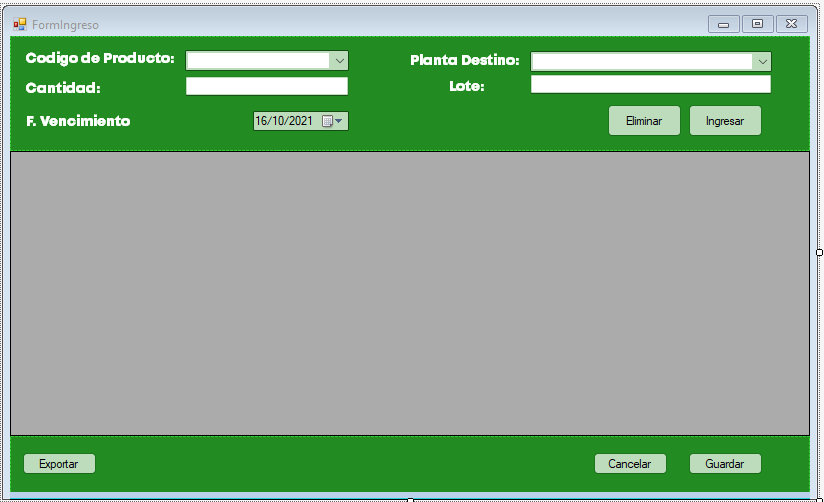 FormIngreso
Codigo de Producto:
Planta Destino:
Cantidad:
Lote:
F. Vencimiento
16/10/2021
Eliminar
Ingresar
Exportar
Cancelar
Guardar